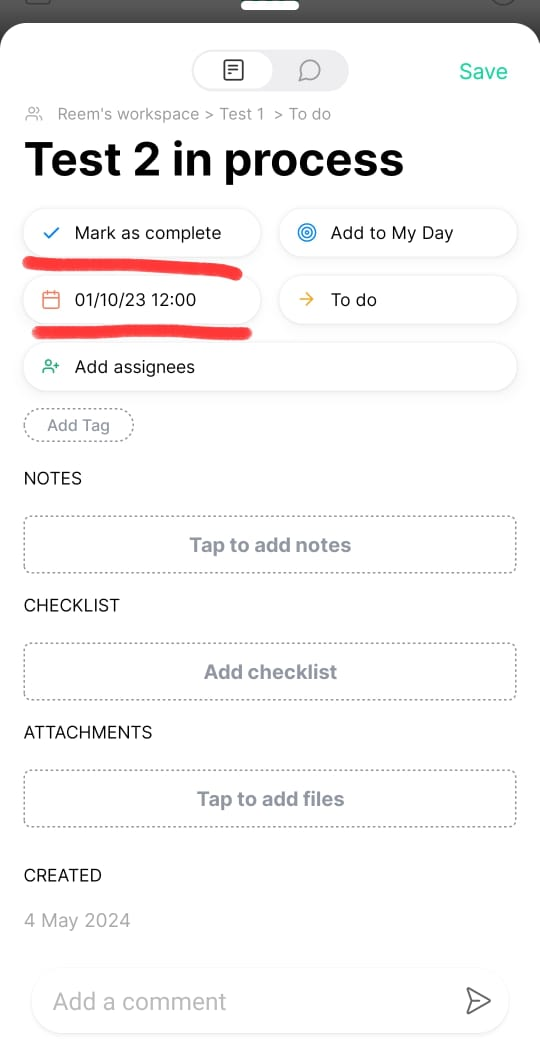 Save
Reem's workspace > Test 1 > To do
Test 2 in process
Mark as complete
Add to My Day
01/10/23 12:00
To do
Add assignees
Add Tag
NOTES
Tap to add notes
CHECKLIST
Add checklist
ATTACHMENTS
Tap to add files
CREATED
4 May 2024
Add a comment